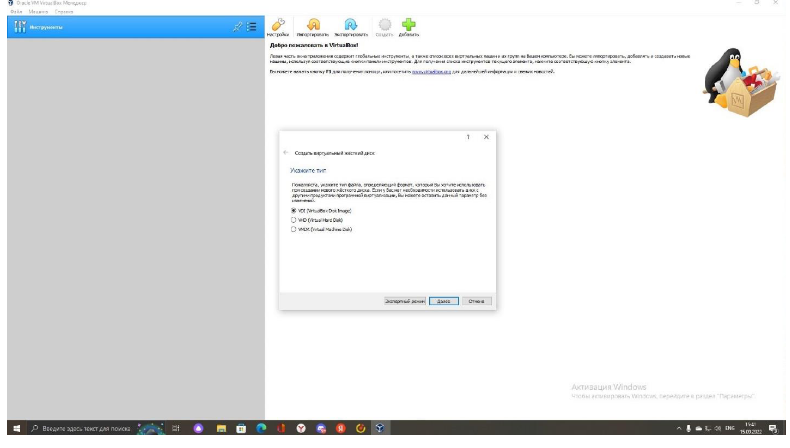 Oracle VM VirtualBox Менеджер
Файл Машина Справка
Инструменты
Настройки Импортировать Экспортировать Создать Добавить
Добро пожаловать в VirtualBox!
Левая часть окна приложения содержит глобальные инструменты, а также список всех виртуальных машин и их групп на Вашем компьютере. Вы можете импортировать, добавлять и создавать новые
машины, используя соответствующие кнопки панели инструментов. Для получения списка инструментов текущего элемента, нажмите соответствующую кнопку элемента.
Вы можете нажать клавишу F1 для получения помощи, или посетить www.virtualbox.org для дальнейшей информации и свежих новостей.
? ×
Создать виртуальный жесткий диск
Укажите тип
Пожалуйста, укажите тип файла, определяющий формат, который Вы хотите использовать
при создании нового жёсткого диска. Если у Вас нет необходимости использовать диск с
другими продуктами программной виртуализации, Вы можете оставить данный параметр без
изменений.
VDI (VirtualBox Disk Image)
VHD (Virtual Hard Disk)
VMDK (Virtual Machine Disk)
Экспертный режим Далее Отмена
Активация Windows
Чтобы активировать Windows, перейдите в раздел "Параметры".
Введите здесь текст для поиска
ENG
15:41
15.09.2022